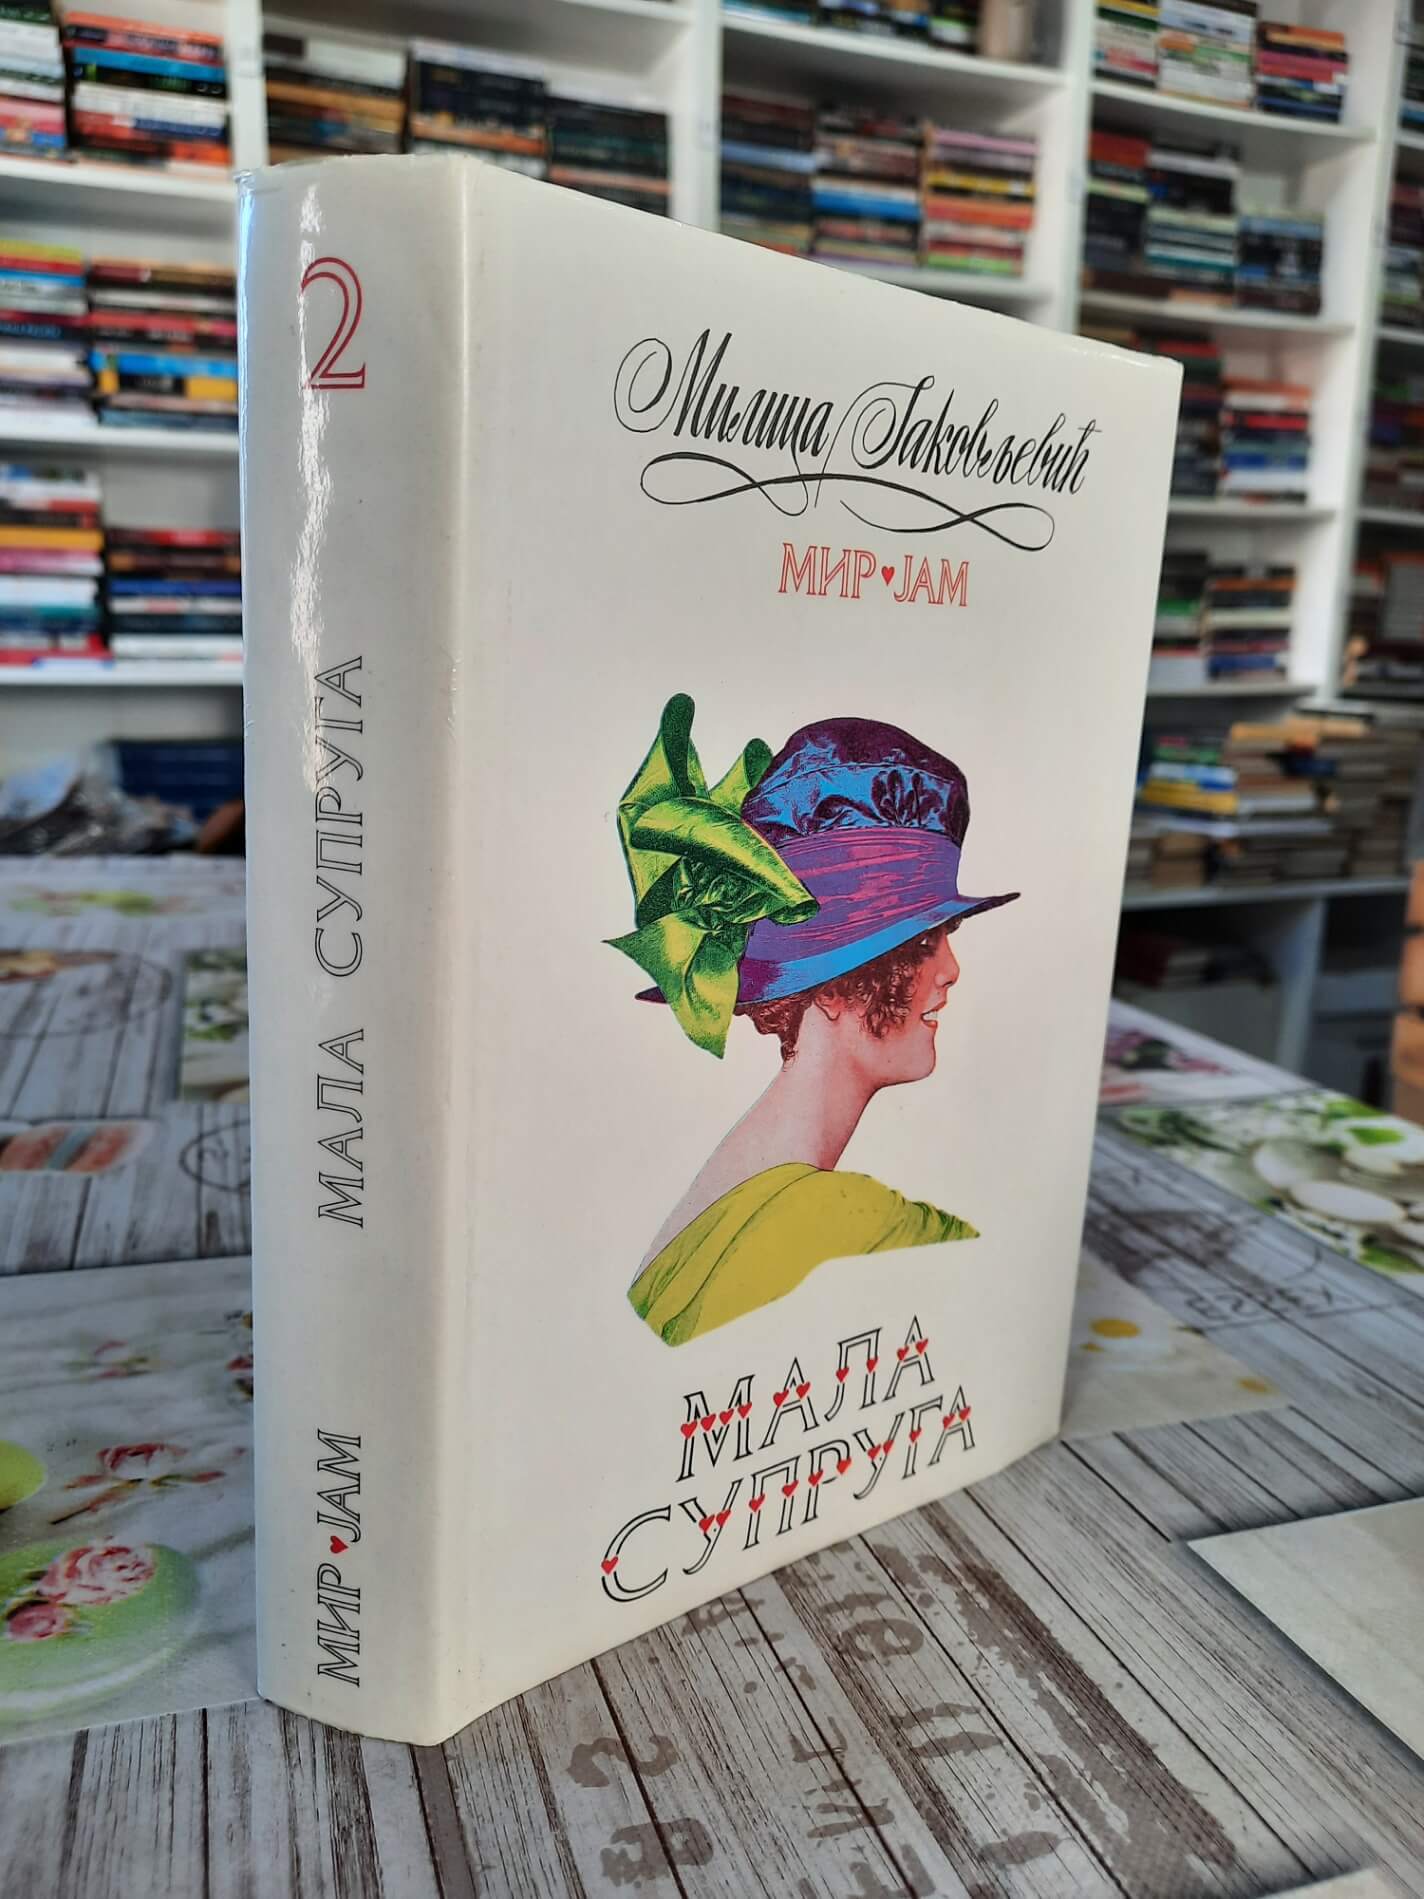 2
МАЛА СУПРУГА
МИР♥ЈАМ
Милица Јаковљевић
МИР♥ЈАМ
МАЛА
СУПРУГА